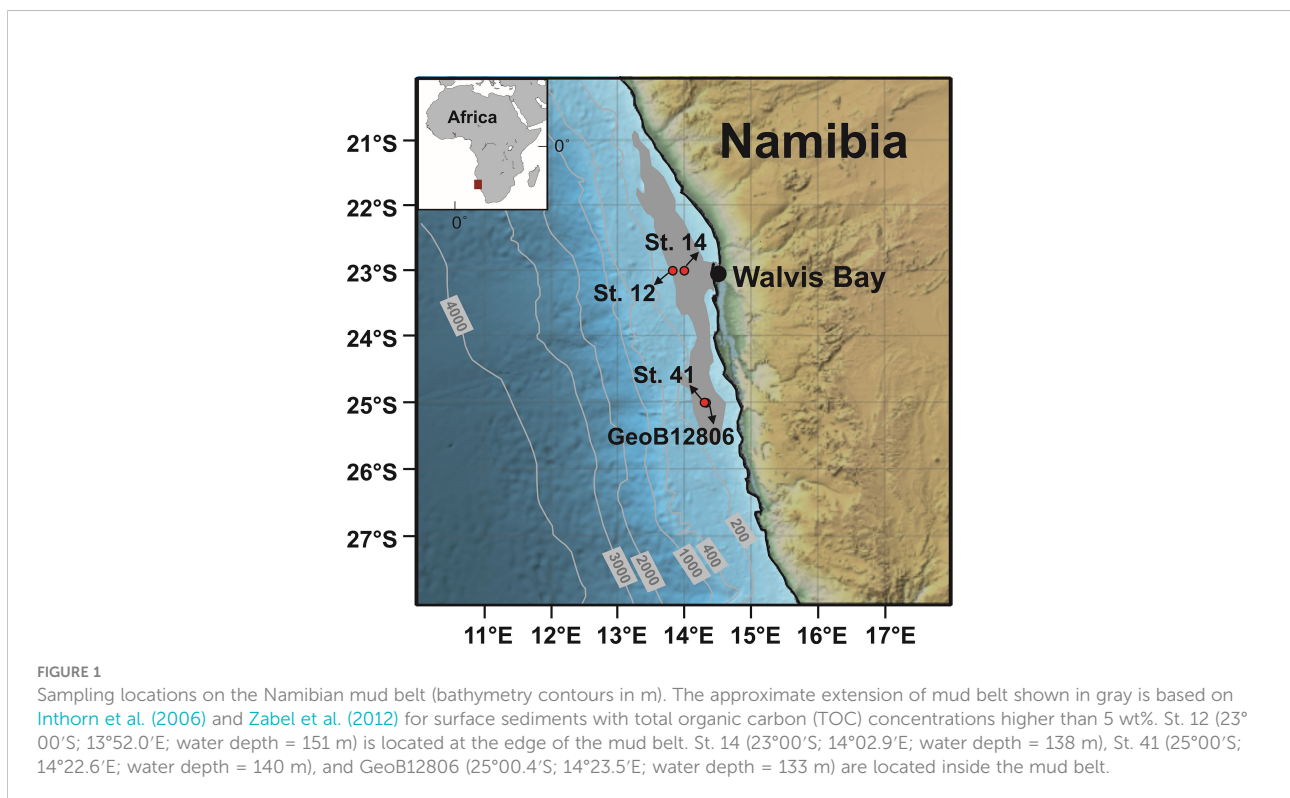 Africa
0°
0°
Namibia
21°S
22°S
St. 14
23°S
Walvis Bay
St. 12
4000
24°S
St. 41
25°S
GeoB12806
26°S
27°S
3000
2000
1000
400
200
11°E 12°E 13°E 14°E 15°E 16°E 17°E
FIGURE 1
Sampling locations on the Namibian mud belt (bathymetry contours in m). The approximate extension of mud belt shown in gray is based on
Inthorn et al. (2006) and Zabel et al. (2012) for surface sediments with total organic carbon (TOC) concentrations higher than 5 wt%. St. 12 (23°
00′S; 13°52.0′E; water depth = 151 m) is located at the edge of the mud belt. St. 14 (23°00′S; 14°02.9′E; water depth = 138 m), St. 41 (25°00′S;
14°22.6′E; water depth = 140 m), and GeoB12806 (25°00.4′S; 14°23.5′E; water depth = 133 m) are located inside the mud belt.